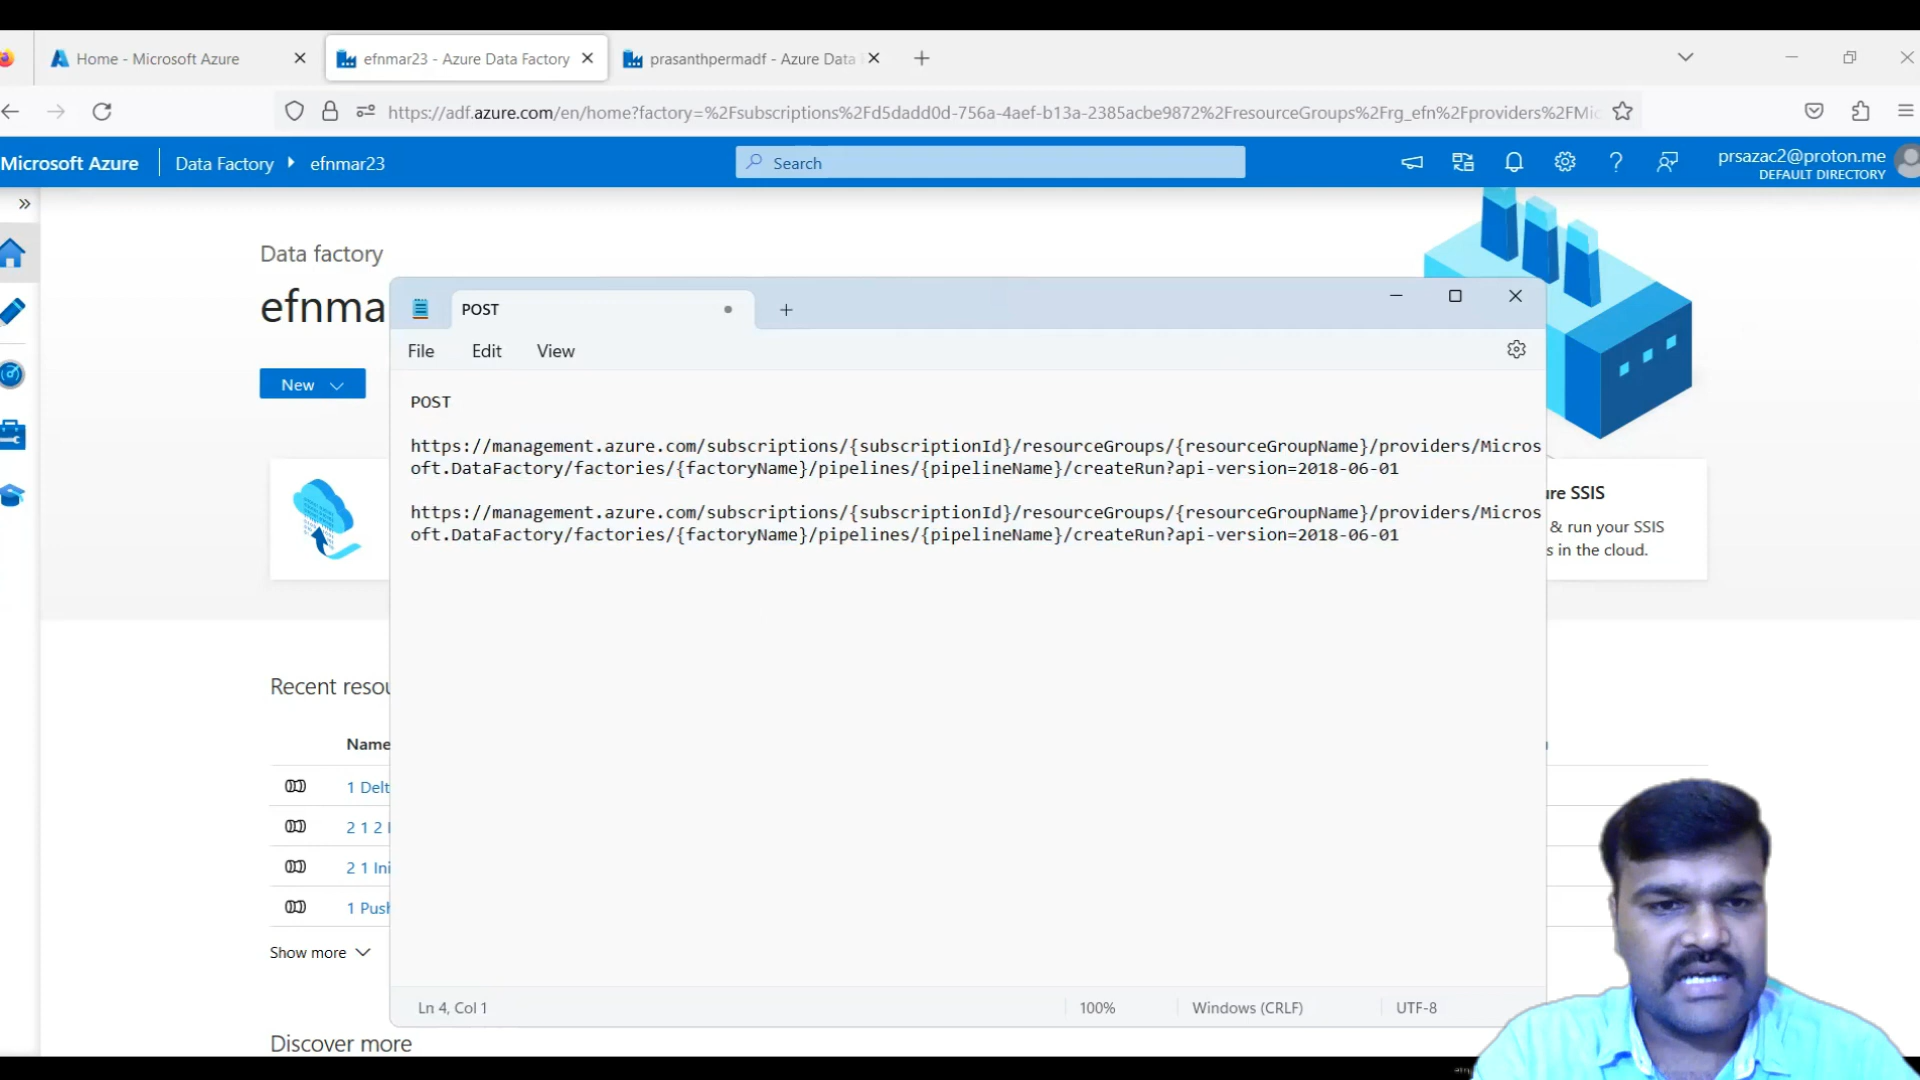 Home - Microsoft Azure
efnmar23 - Azure Data Factory
prasanthpermadf - Azure Data
https://adf.azure.com/en/home?factory=%2Fsubscriptions%2Fd5dadd0d-756a-4aef-b13a-2385acbe9872%2FresourceGroups%2Frg_efn%2Fproviders%2FMic
Microsoft Azure
Data Factory
efnmar23
Search
prsazac2@proton.me
DEFAULT DIRECTORY
Data factory
efnma
New
POST
File Edit View
POST
https://management.azure.com/subscriptions/{subscriptionId}/resourceGroups/{resourceGroupName}/providers/Micros
oft.DataFactory/factories/{factoryName}/pipelines/{pipelineName}/createRun?api-version=2018-06-01
https://management.azure.com/subscriptions/{subscriptionId}/resourceGroups/{resourceGroupName}/providers/Micros
oft.DataFactory/factories/{factoryName}/pipelines/{pipelineName}/createRun?api-version=2018-06-01
ure SSIS
& run your SSIS
s in the cloud.
Recent resou
Name
1 Delt
2 1 2 I
2 1 Ini
1 Push
Show more
Ln 4, Col 1
100%
Windows (CRLF)
UTF-8
Discover more